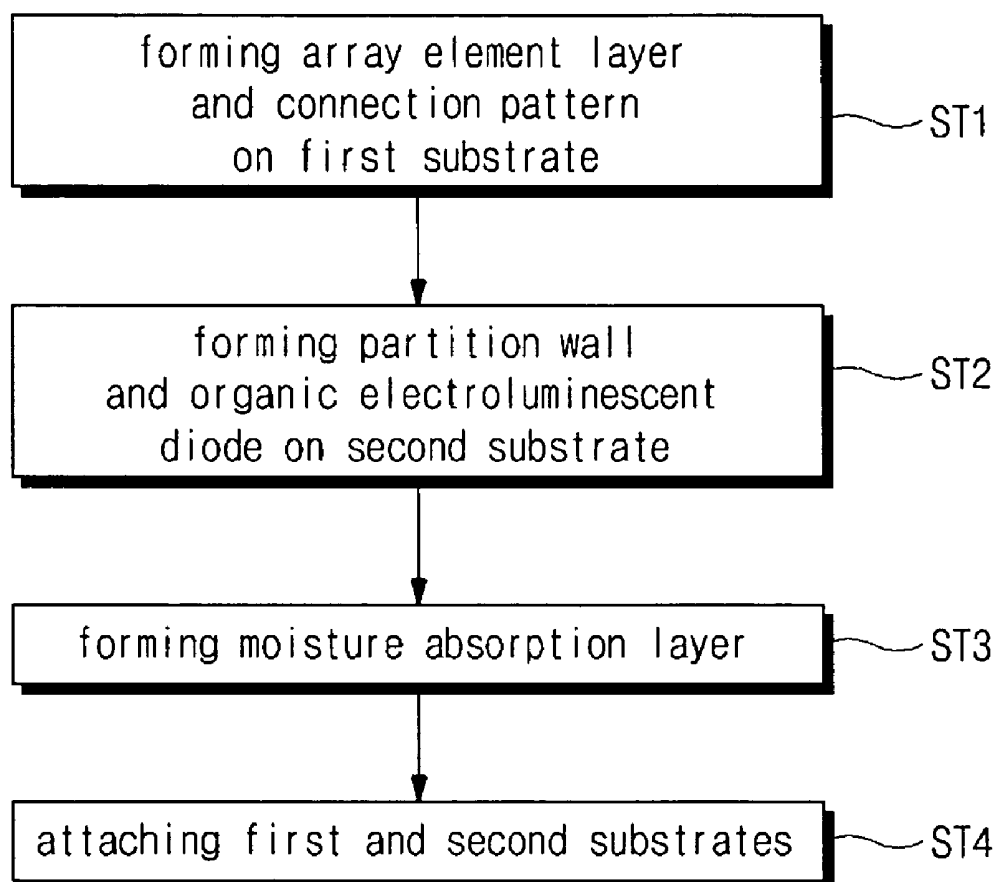 forming array element layer
and connection pattern
on first substrate
ST1
forming partition wall
and organic electroluminescent
diode on second substrate
ST2
forming moisture absorption layer
ST3
attaching first and second substrates
ST4